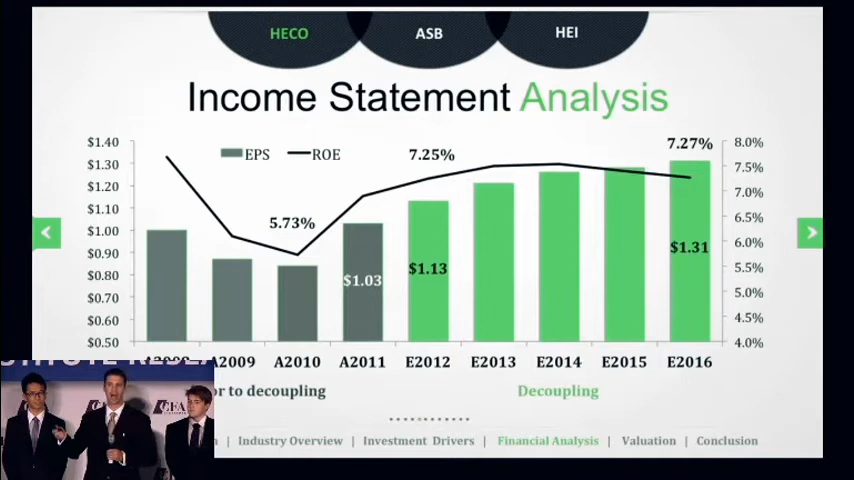 HECO ASB HEI
Income Statement Analysis
$1.40 8.0%
EPS ROE 7.25% 7.27%
$1.30 7.5%
$1.20 7.0%
$1.10 5.73% 6.5%
$1.00 6.0%
$0.90 $1.31
$0.80 $1.03 $1.13 5.5%
$0.70 5.0%
$0.60 4.5%
$0.50 4.0%
A2009 A2010 A2011 E2012 E2013 E2014 E2015 E2016
to decoupling Decoupling
| Industry Overview | Investment Drivers | Financial Analysis | Valuation | Conclusion
CFA